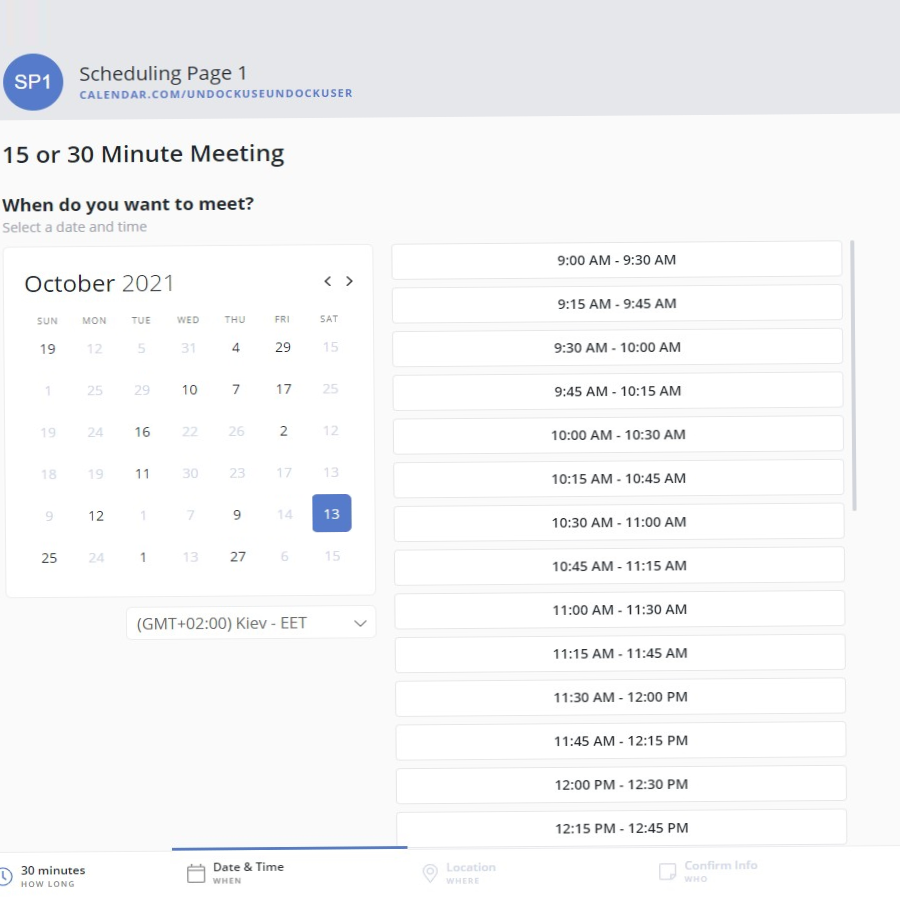 SP1
Scheduling Page 1
CALENDAR.COM/UNDOCKUSEUNDOCKUSER
15 or 30 Minute Meeting
When do you want to meet?
Select a date and time
October 2021 < >
SUN MON TUE WED THU FRI SAT
19 12 5 31 4 29 15
1 25 29 10 7 17 25
19 24 16 22 26 2 12
18 19 11 30 23 17 13
9 12 1 7 9 14 13
25 24 1 27 13 6 15
(GMT+02:00) Kiev - EET
9:00 AM - 9:30 AM
9:15 AM - 9:45 AM
9:30 AM - 10:00 AM
9:45 AM - 10:15 AM
10:00 AM - 10:30 AM
10:15 AM - 10:45 AM
10:30 AM - 11:00 AM
10:45 AM - 11:15 AM
11:00 AM - 11:30 AM
11:15 AM - 11:45 AM
11:30 AM - 12:00 PM
11:45 AM - 12:15 PM
12:00 PM - 12:30 PM
12:15 PM - 12:45 PM
30 minutes
HOW LONG
Date & Time
WHEN
Location
WHERE
Confirm Info
WHO